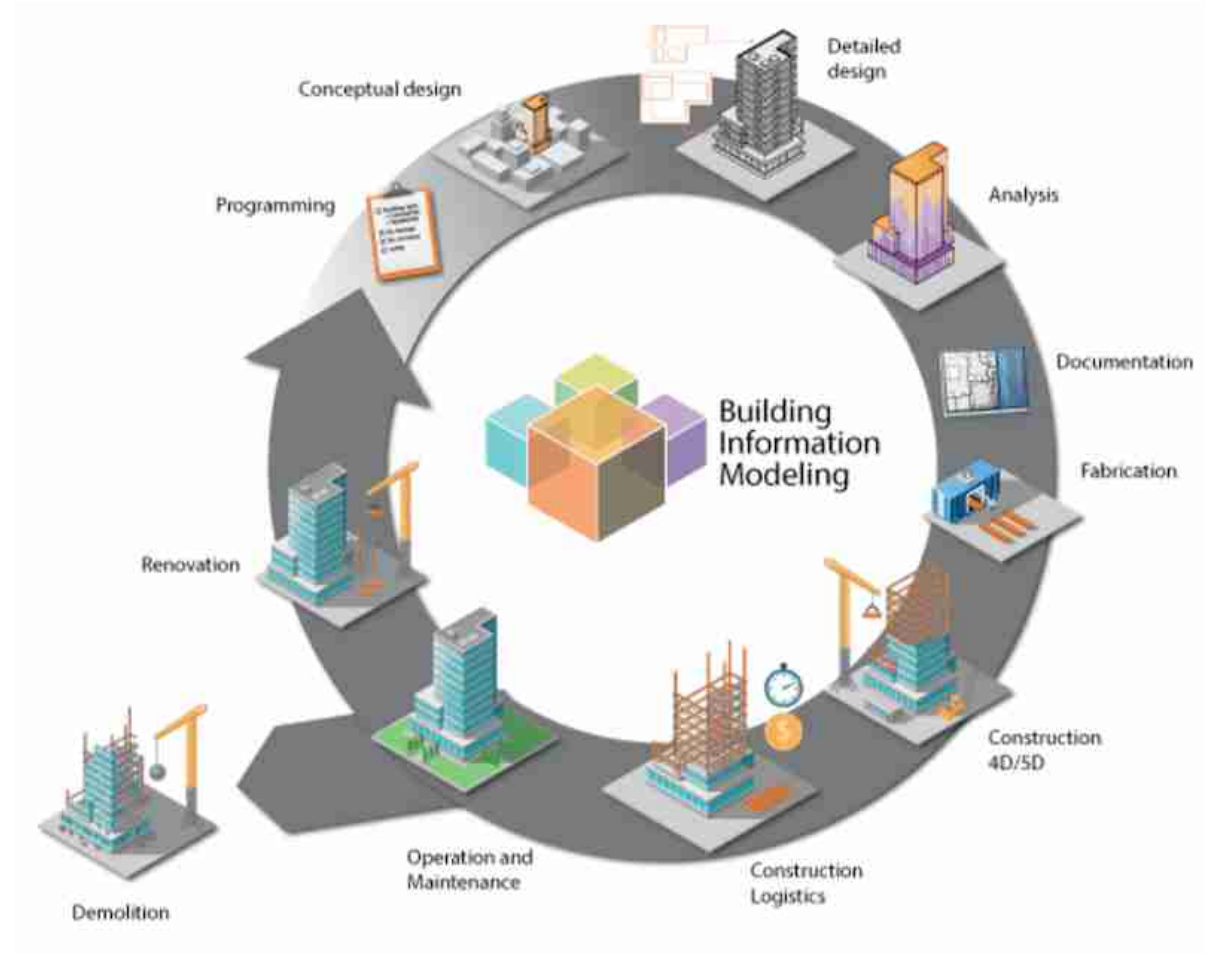 Detailed
design
Conceptual design
Analysis
Programming
Documentation
Building
Information
Modeling
Fabrication
Renovation
Construction
4D/5D
Operation and
Maintenance
Construction
Logistics
Demolition